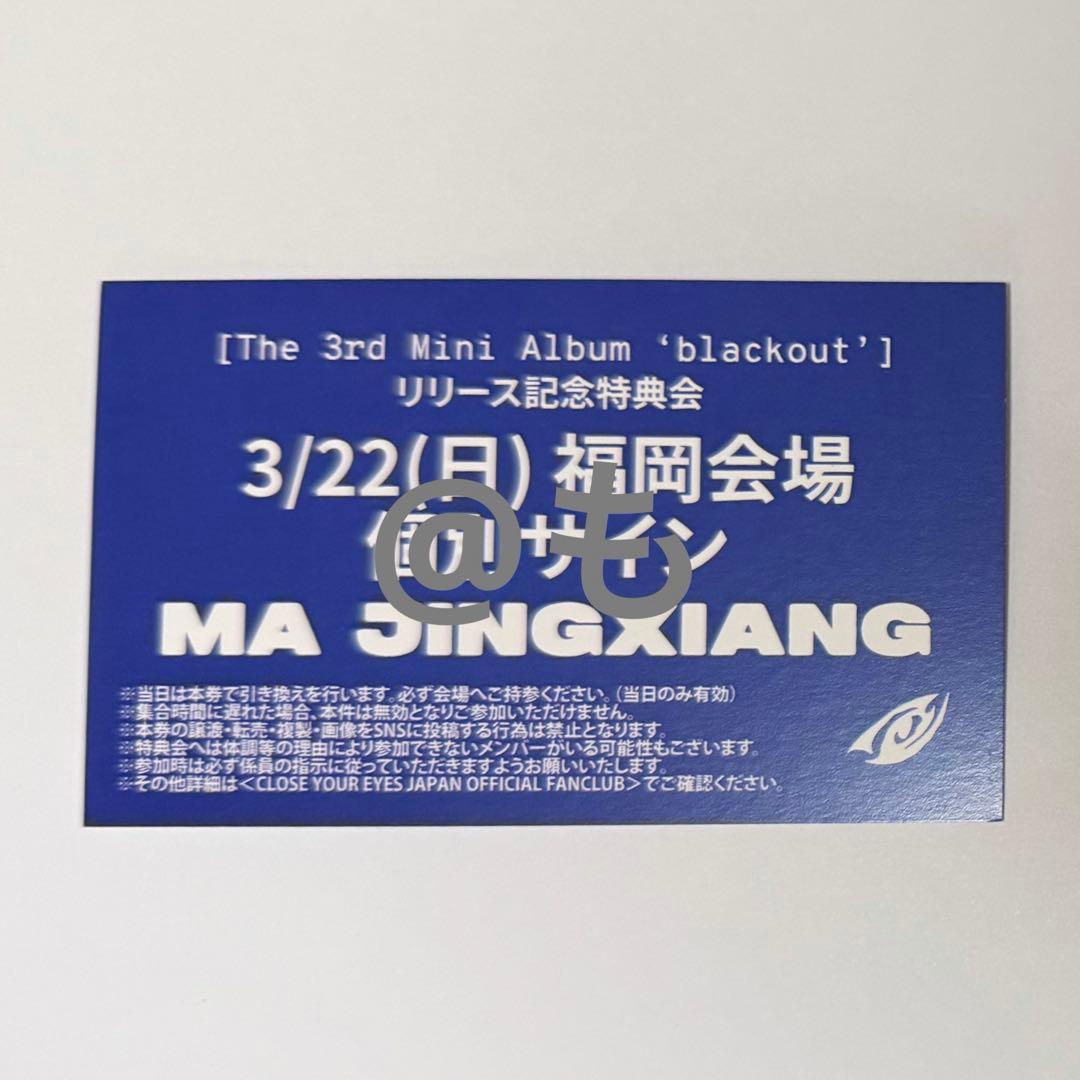 [The 3rd Mini Album ‘blackout’]
リリース記念特典会
3/22(日) 福岡会場
個別サイン
@も
MA JINGXIANG
※当日は本券で引き換えを行います。必ず会場へご持参ください。(当日のみ有効)
※集合時間に遅れた場合、本件は無効となりご参加いただけません。
※本券の譲渡・転売・複製・画像をSNSに投稿する行為は禁止となります。
※特典会へは体調等の理由により参加できないメンバーがいる可能性もございます。
※参加時は必ず係員の指示に従っていただきますようお願いいたします。
※その他詳細は<CLOSE YOUR EYES JAPAN OFFICIAL FANCLUB>でご確認ください。